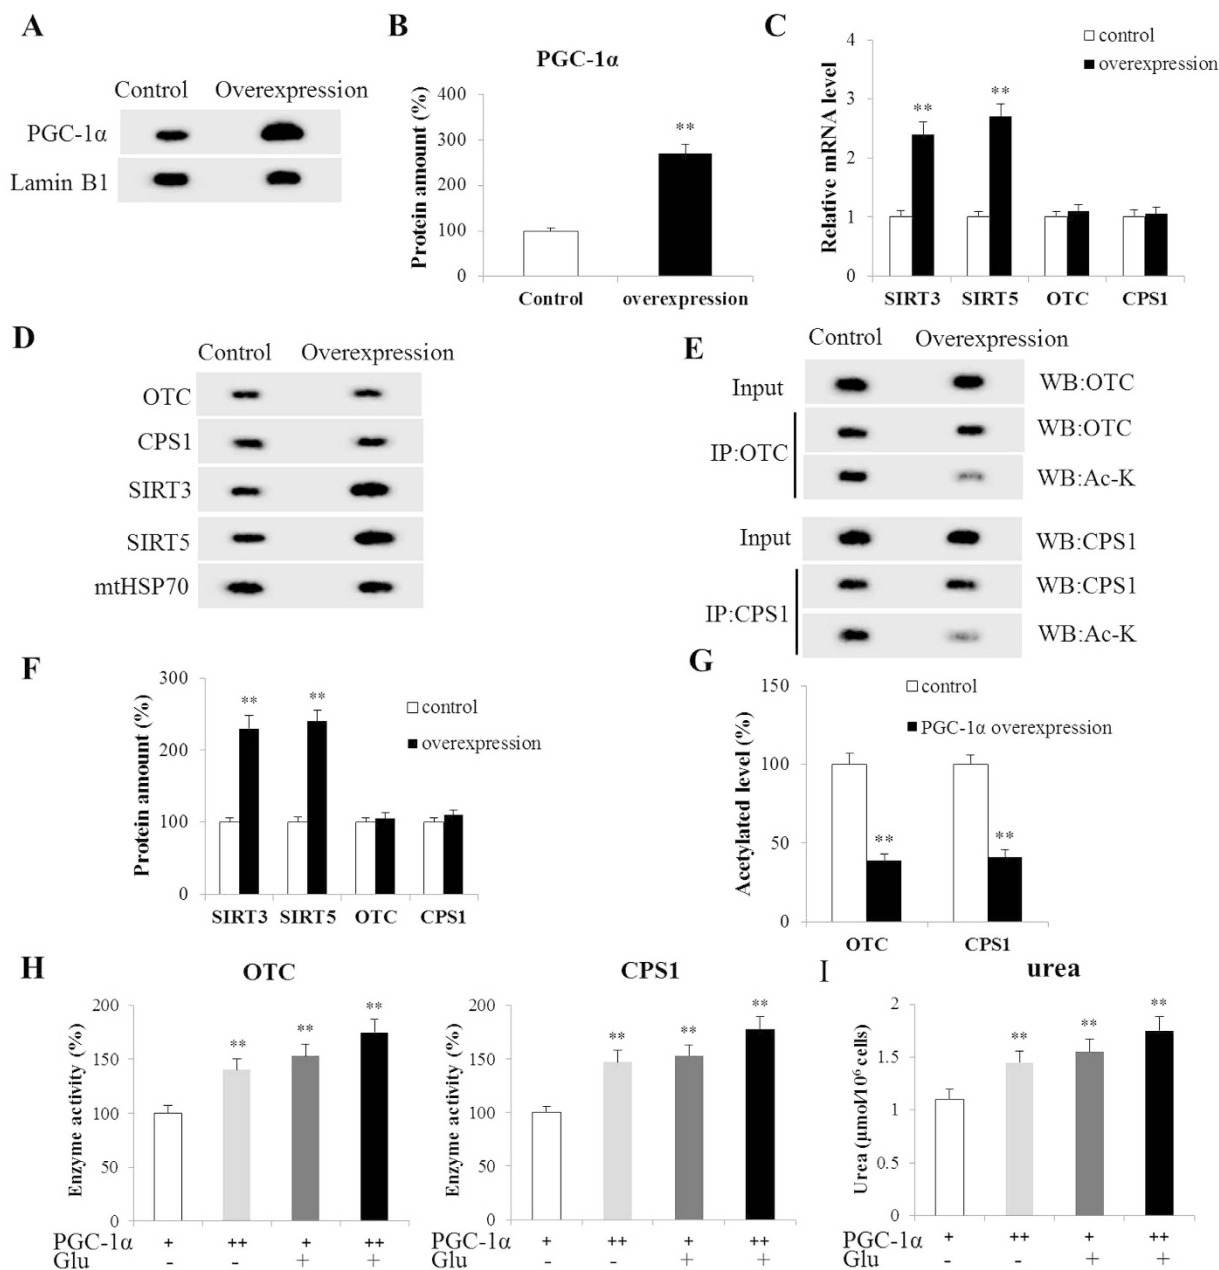 A
Control Overexpression
PGC-1α
Lamin B1
B
PGC-1α
Protein amount (%)
400
300
200
100
0
Control overexpression
C
control
overexpression
Relative mRNA level
4
3
2
1
0
** **
SIRT3 SIRT5 OTC CPS1
**
D
Control Overexpression
OTC
CPS1
SIRT3
SIRT5
mtHSP70
E
Control Overexpression
Input WB:OTC
IP:OTC
WB:OTC
WB:Ac-K
Input WB:CPS1
IP:CPS1
WB:CPS1
WB:Ac-K
F
Protein amount (%)
300
200
100
0
** **
control
overexpression
SIRT3 SIRT5 OTC CPS1
G
Acetylated level (%)
150
100
50
0
control
PGC-1α overexpression
** **
OTC CPS1
H
OTC
Enzyme activity (%)
200
150
100
50
0
** ** **
PGC-1α + ++ + ++
Glu - - + +
CPS1
Enzyme activity (%)
200
150
100
50
0
** ** **
PGC-1α + ++ + ++
Glu - - + +
I
urea
Urea (μmol/10⁶ cells)
2
1.5
1
0.5
0
** ** **
PGC-1α + ++ + ++
Glu - - + +